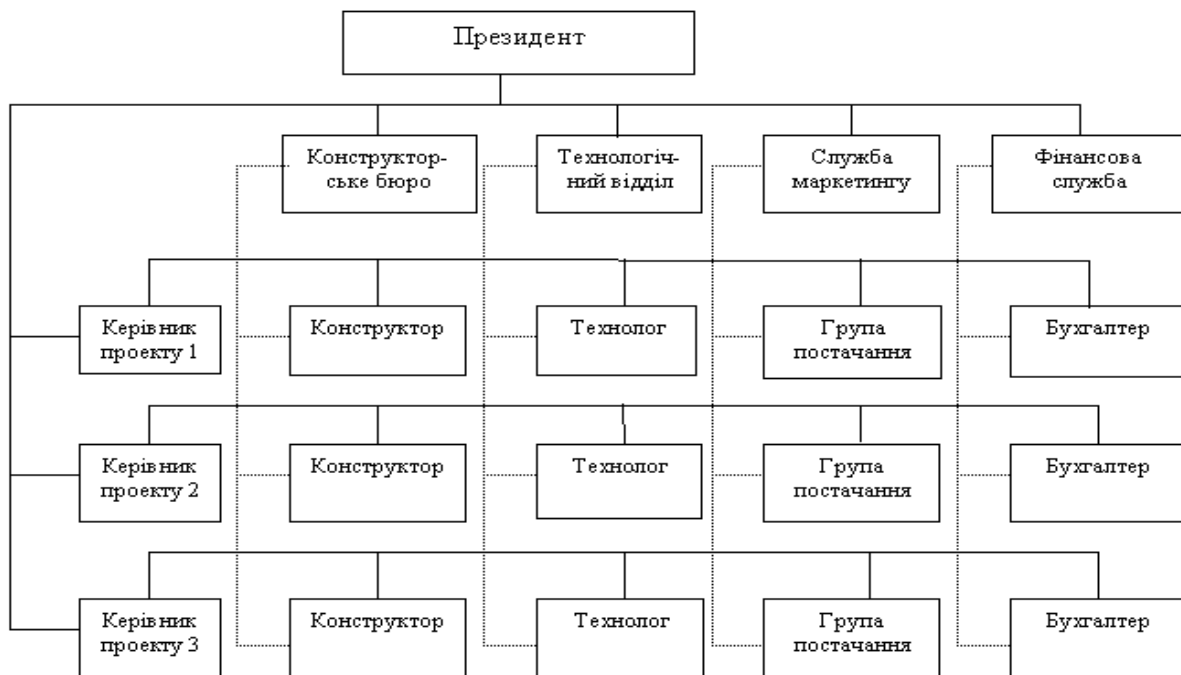 Президент
Конструктор-
ське бюро
Технологіч-
ний відділ
Служба
маркетингу
Фінансова
служба
Керівник
проекту 1
Конструктор
Технолог
Група
постачання
Бухгалтер
Керівник
проекту 2
Конструктор
Технолог
Група
постачання
Бухгалтер
Керівник
проекту 3
Конструктор
Технолог
Група
постачання
Бухгалтер